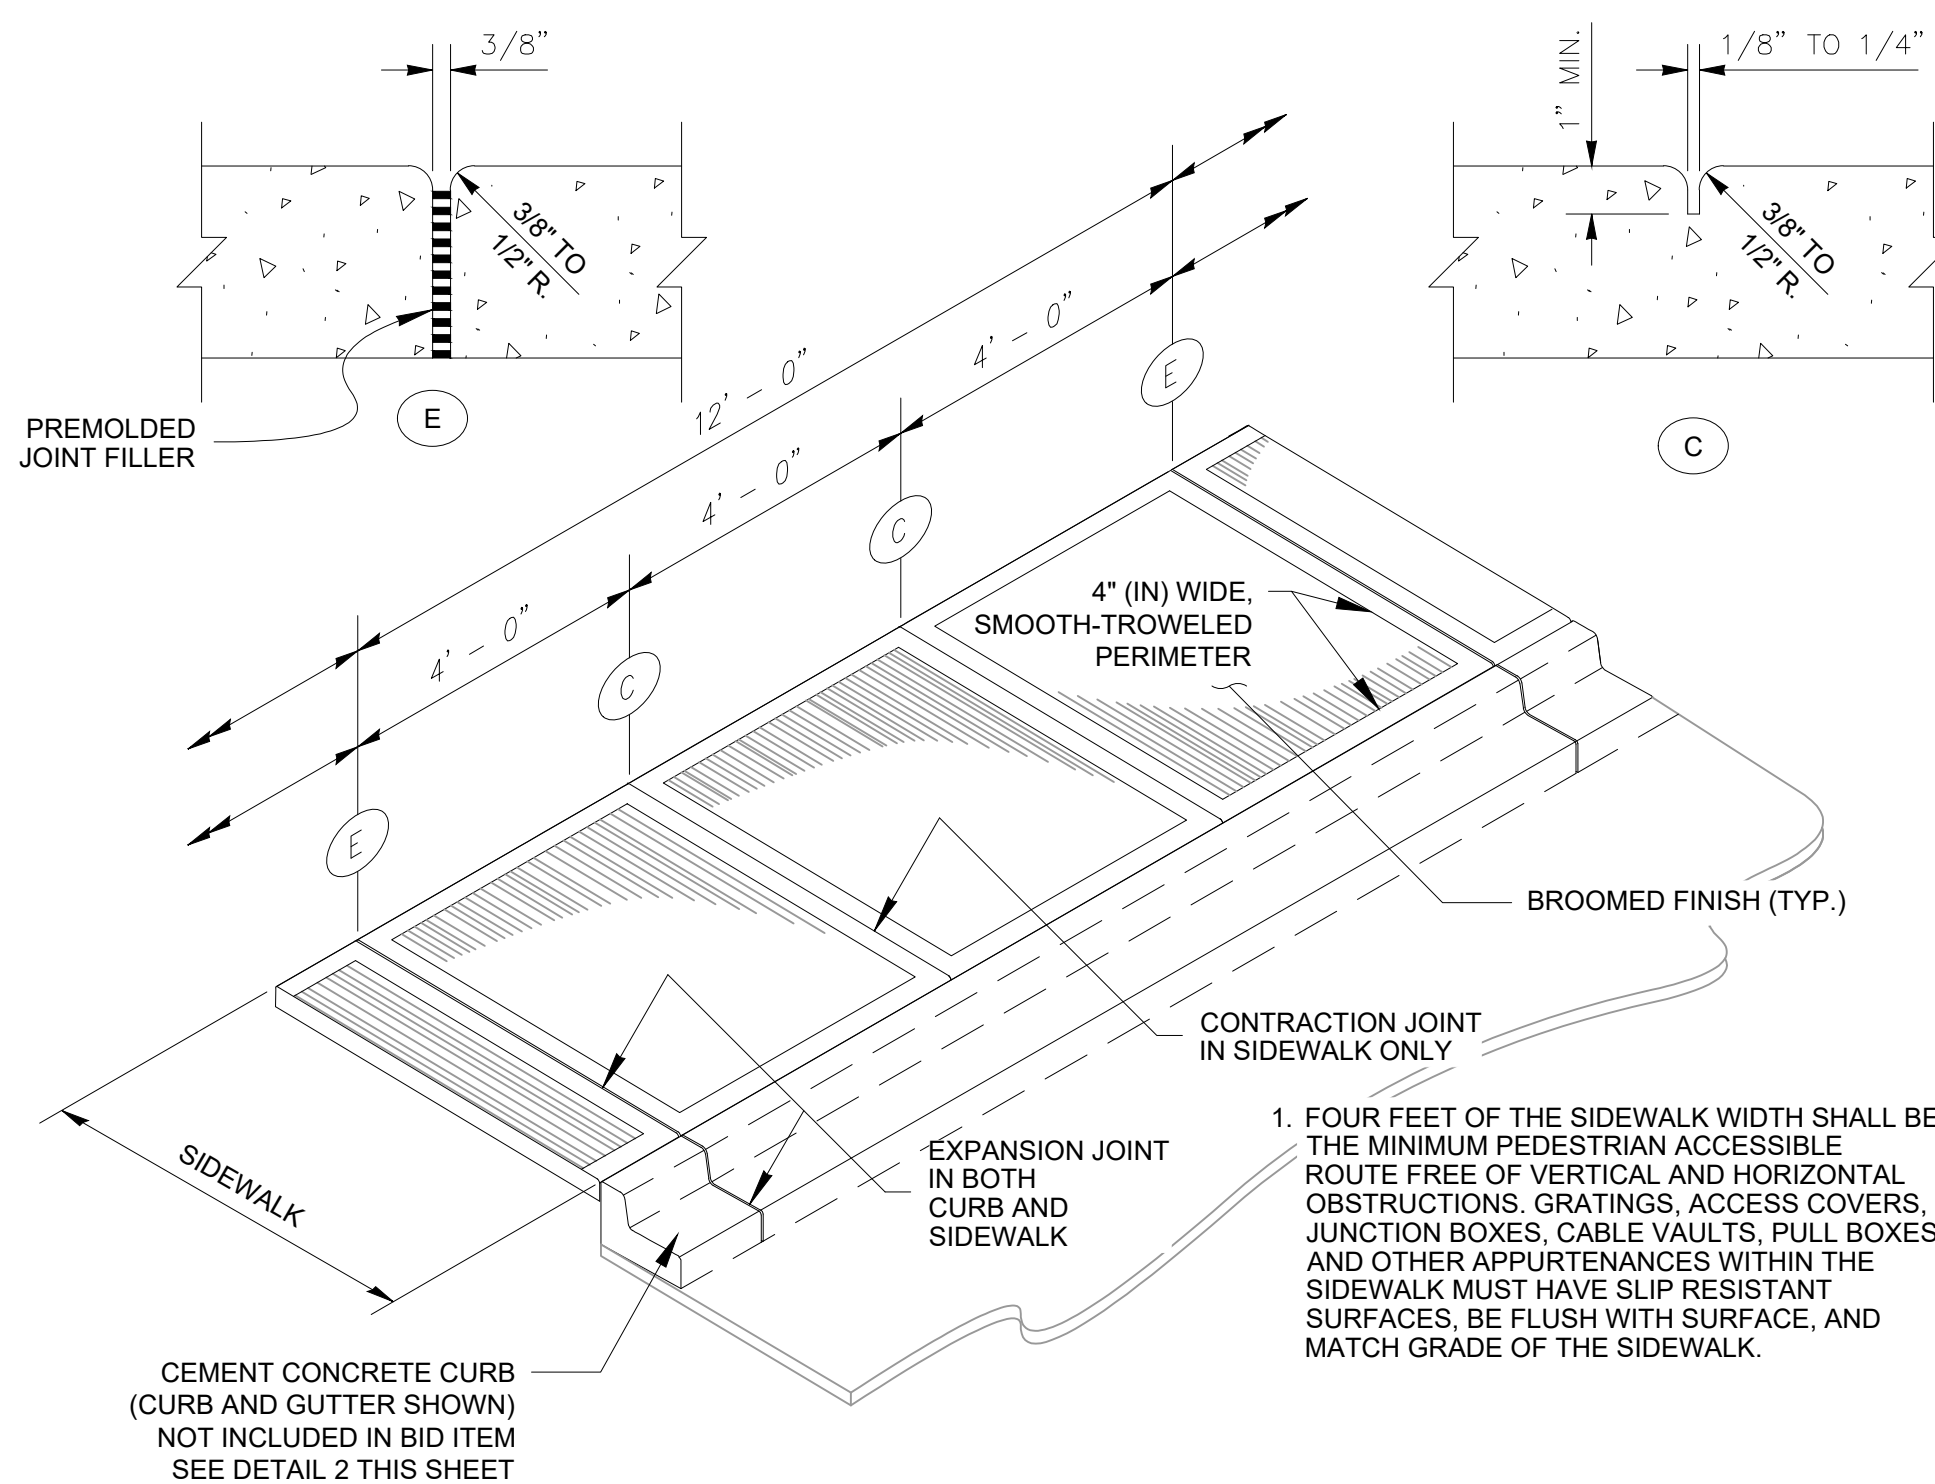 3/8”
1” MIN.
1/8” TO 1/4”
3/8" TO
1/2" R.
3/8" TO
1/2" R.
PREMOLDED
JOINT FILLER
E
C
12’ – 0”
4’ – 0”
4’ – 0”
4’ – 0”
E
C
C
E
4" (IN) WIDE,
SMOOTH-TROWELED
PERIMETER
BROOMED FINISH (TYP.)
CONTRACTION JOINT
IN SIDEWALK ONLY
EXPANSION JOINT
IN BOTH
CURB AND
SIDEWALK
SIDEWALK
1. FOUR FEET OF THE SIDEWALK WIDTH SHALL BE
THE MINIMUM PEDESTRIAN ACCESSIBLE
ROUTE FREE OF VERTICAL AND HORIZONTAL
OBSTRUCTIONS. GRATINGS, ACCESS COVERS,
JUNCTION BOXES, CABLE VAULTS, PULL BOXES
AND OTHER APPURTENANCES WITHIN THE
SIDEWALK MUST HAVE SLIP RESISTANT
SURFACES, BE FLUSH WITH SURFACE, AND
MATCH GRADE OF THE SIDEWALK.
CEMENT CONCRETE CURB
(CURB AND GUTTER SHOWN)
NOT INCLUDED IN BID ITEM
SEE DETAIL 2 THIS SHEET